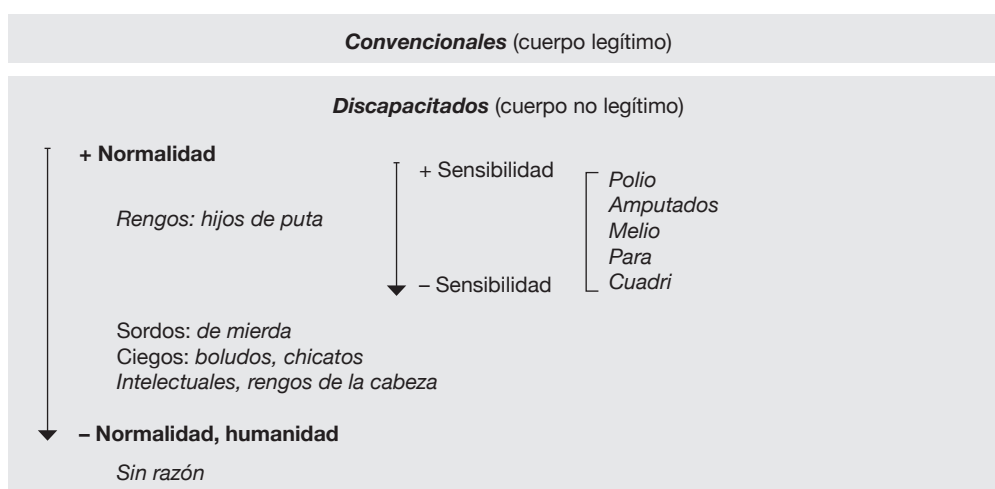 Convencionales (cuerpo legítimo)
Discapacitados (cuerpo no legítimo)
+ Normalidad
Rengos: hijos de puta
+ Sensibilidad
– Sensibilidad
Polio
Amputados
Melio
Para
Cuadri
Sordos: de mierda
Ciegos: boludos, chicatos
Intelectuales, rengos de la cabeza
– Normalidad, humanidad
Sin razón